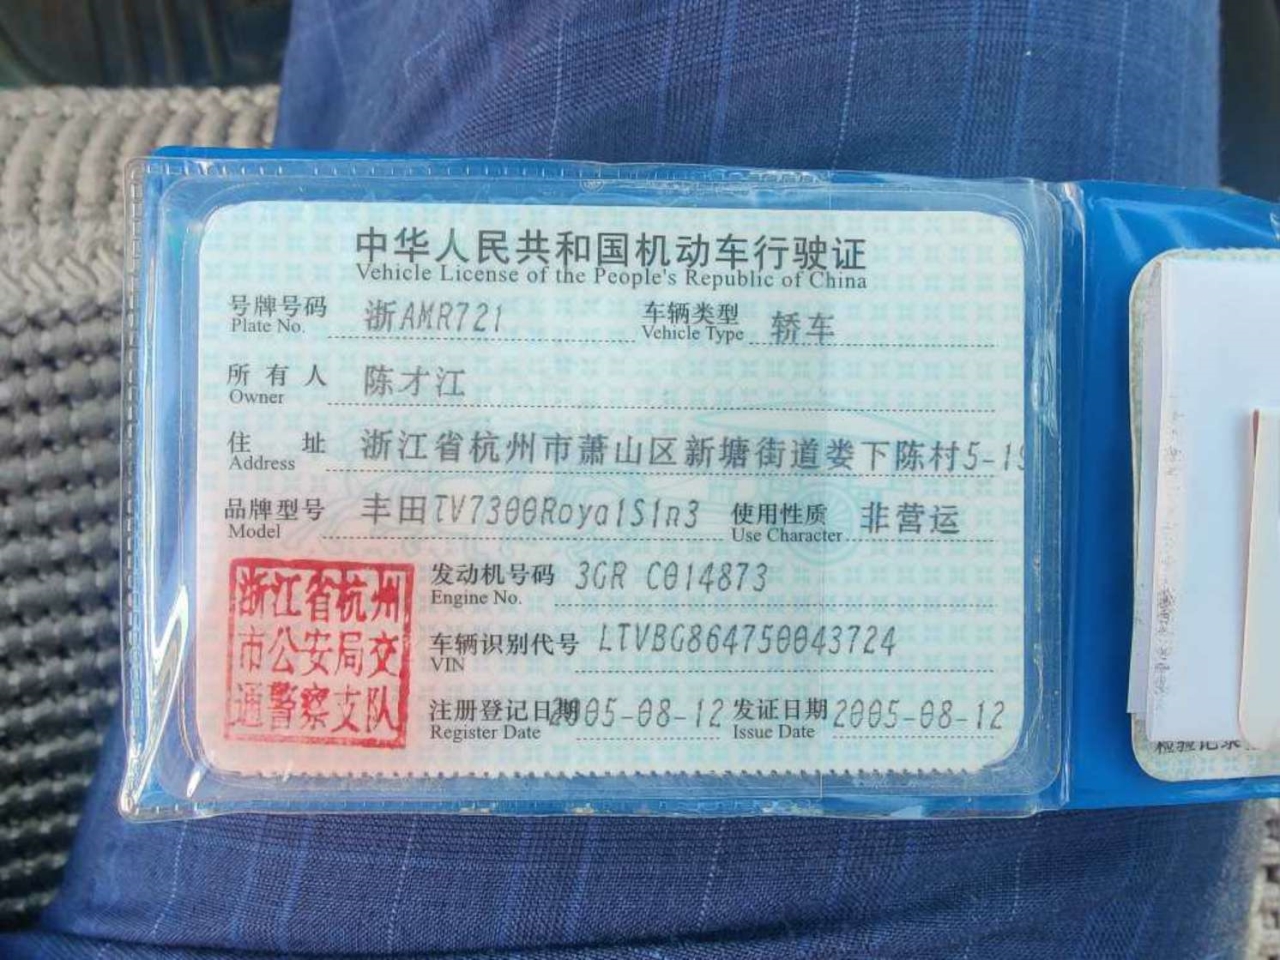 中华人民共和国机动车行驶证
Vehicle License of the People's Republic of China
号牌号码 浙AMR721 车辆类型 轿车
Plate No. Vehicle Type
所有人 陈才江
Owner
住址 浙江省杭州市萧山区新塘街道娄下陈村5-19
Address
品牌型号 丰田TV7300RoyalSln3 使用性质 非营运
Model Use Character
发动机号码 3GR C014873
Engine No.
车辆识别代号 LTVBG864750043724
VIN
注册登记日期 2005-08-12 发证日期 2005-08-12
Register Date Issue Date
浙江省杭州
市公安局交
通警察支队
检验记录